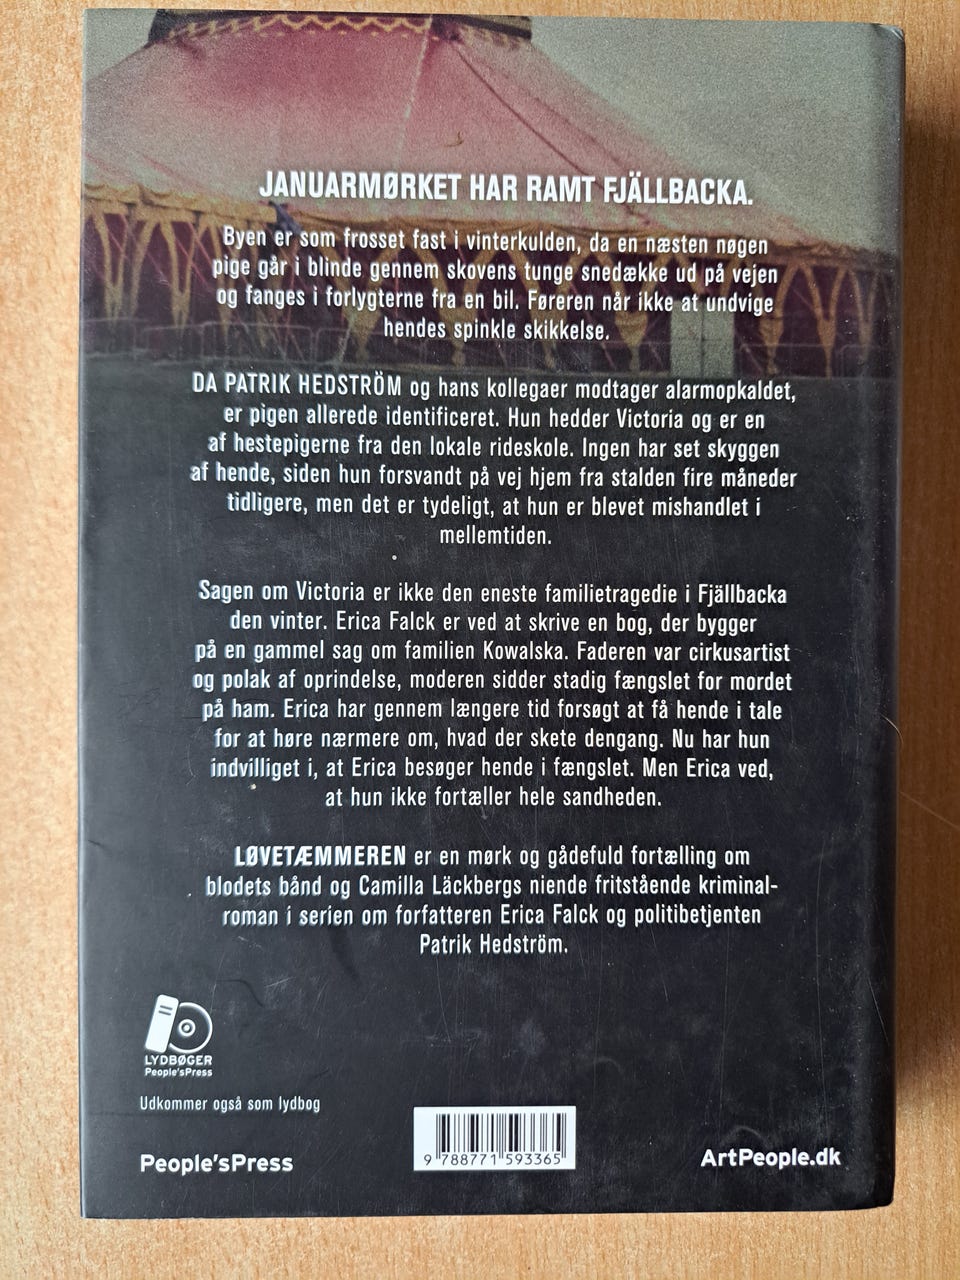 JANUARMØRKET HAR RAMT FJÄLLBACKA.
Byen er som frosset fast i vinterkulden, da en næsten nøgen
pige går i blinde gennem skovens tunge snedække ud på vejen
og fanges i forlygterne fra en bil. Føreren når ikke at undvige
hendes spinkle skikkelse.
DA PATRIK HEDSTRÖM og hans kollegaer modtager alarmopkaldet,
er pigen allerede identificeret. Hun hedder Victoria og er en
af hestepigerne fra den lokale rideskole. Ingen har set skyggen
af hende, siden hun forsvandt på vej hjem fra stalden fire måneder
tidligere, men det er tydeligt, at hun er blevet mishandlet i
mellemtiden.
Sagen om Victoria er ikke den eneste familietragedie i Fjällbacka
den vinter. Erica Falck er ved at skrive en bog, der bygger
på en gammel sag om familien Kowalska. Faderen var cirkusartist
og polak af oprindelse, moderen sidder stadig fængslet for mordet
på ham. Erica har gennem længere tid forsøgt at få hende i tale
for at høre nærmere om, hvad der skete dengang. Nu har hun
indvilliget i, at Erica besøger hende i fængslet. Men Erica ved,
at hun ikke fortæller hele sandheden.
LØVETÆMMEREN er en mørk og gådefuld fortælling om
blodets bånd og Camilla Läckbergs niende fritstående kriminal-
roman i serien om forfatteren Erica Falck og politibetjenten
Patrik Hedström.
LYDBØGER
People'sPress
Udkommer også som lydbog
People'sPress
9 788771 593365
ArtPeople.dk